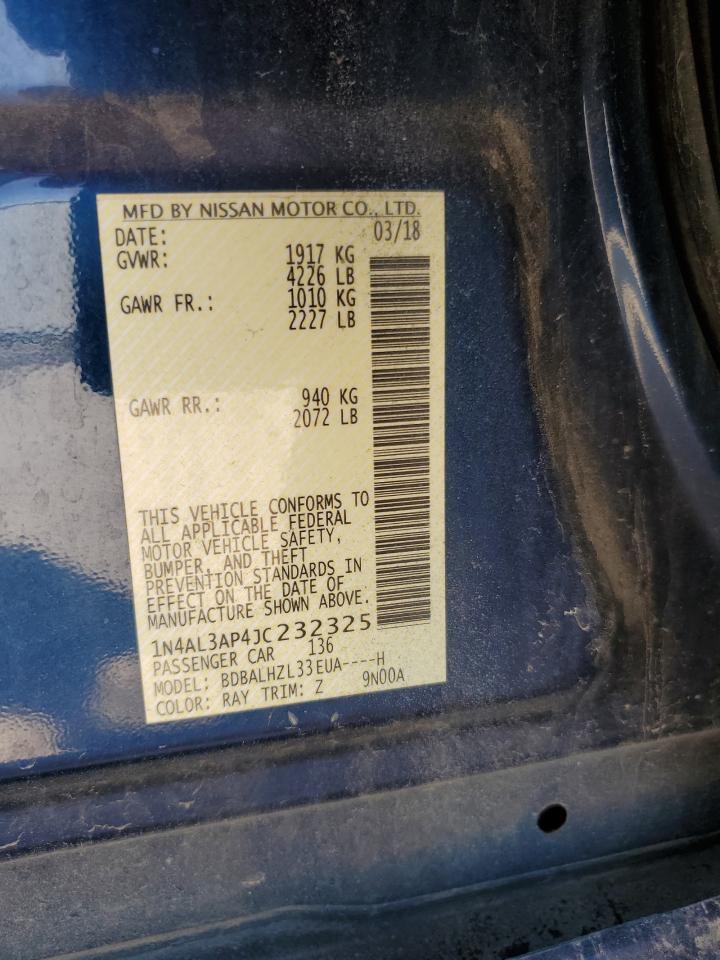 MFD BY NISSAN MOTOR CO., LTD.
DATE: 03/18
GVWR: 1917 KG
4226 LB
GAWR FR.: 1010 KG
2227 LB
GAWR RR.: 940 KG
2072 LB
THIS VEHICLE CONFORMS TO
ALL APPLICABLE FEDERAL
MOTOR VEHICLE SAFETY,
BUMPER, AND THEFT
PREVENTION STANDARDS IN
EFFECT ON THE DATE OF
MANUFACTURE SHOWN ABOVE.
1N4AL3AP4JC232325
PASSENGER CAR 136
MODEL: BDBALHZL33EUA----H
COLOR: RAY TRIM: Z 9N00A